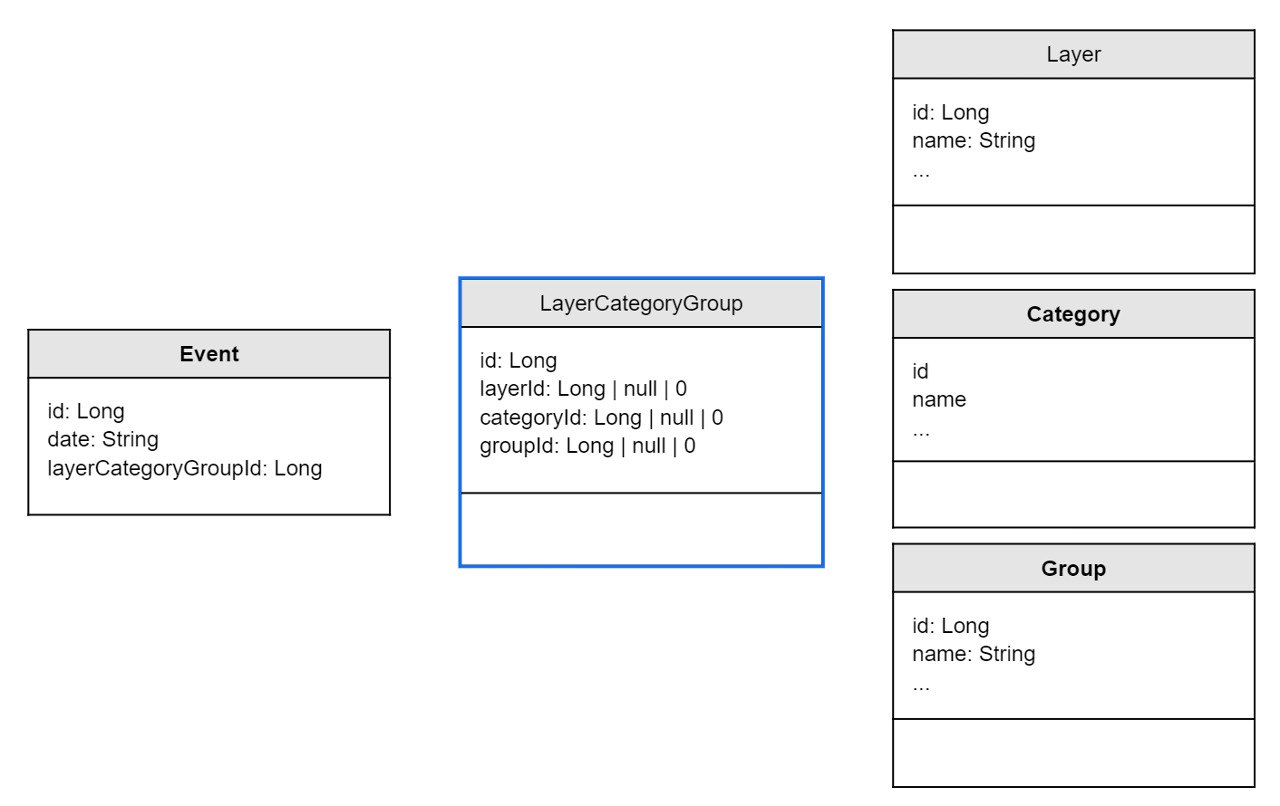 Event
id: Long
date: String
layerCategoryGroupId: Long
LayerCategoryGroup
id: Long
layerId: Long | null | 0
categoryId: Long | null | 0
groupId: Long | null | 0
Layer
id: Long
name: String
...
Category
id
name
...
Group
id: Long
name: String
...